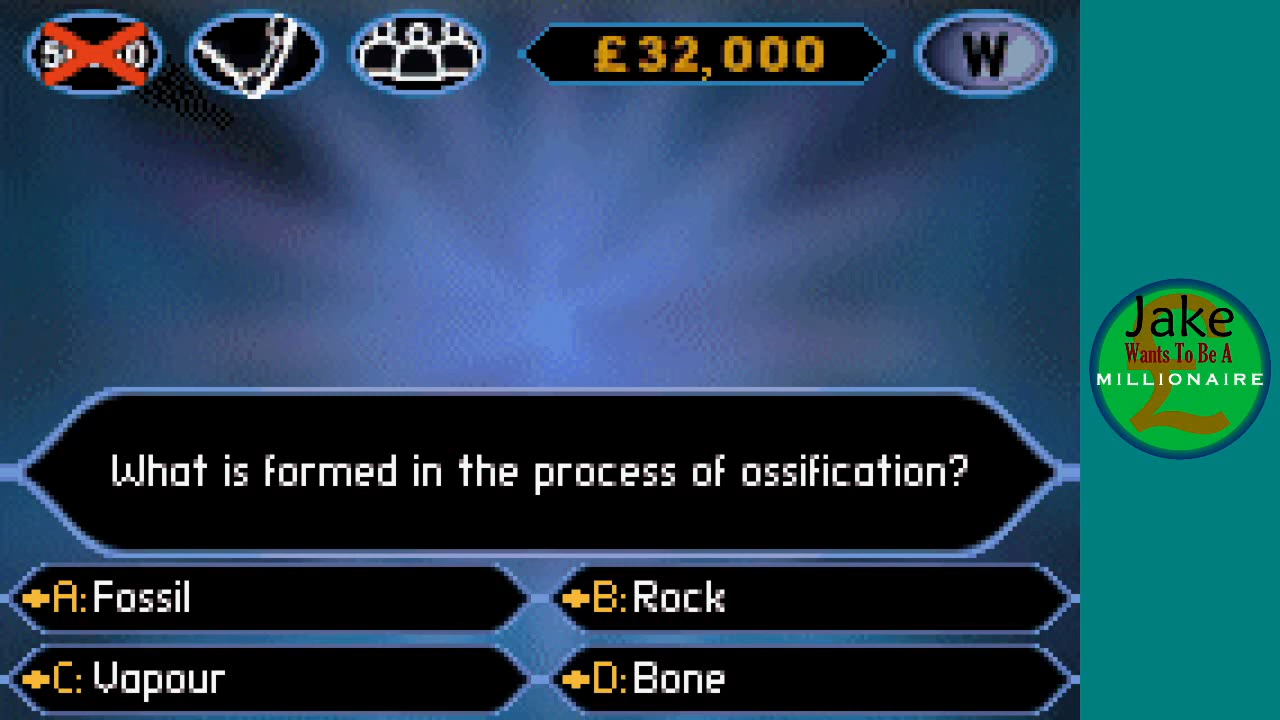 £32,000
W
What is formed in the process of ossification?
A: Fossil
B: Rock
C: Vapour
D: Bone
Jake
Wants To Be A
MILLIONAIRE